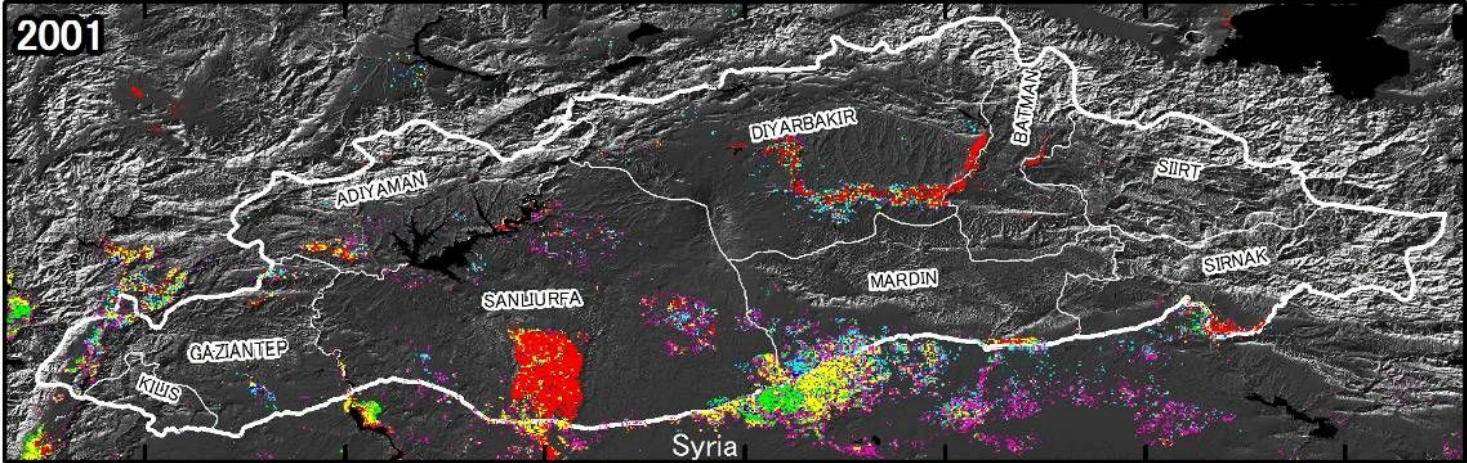 2001
BATMAN
DIYARBAKIR
SIIRT
ADIYAMAN
SIRNAK
MARDIN
SANLIURFA
GAZIANTEP
KILIS
Syria